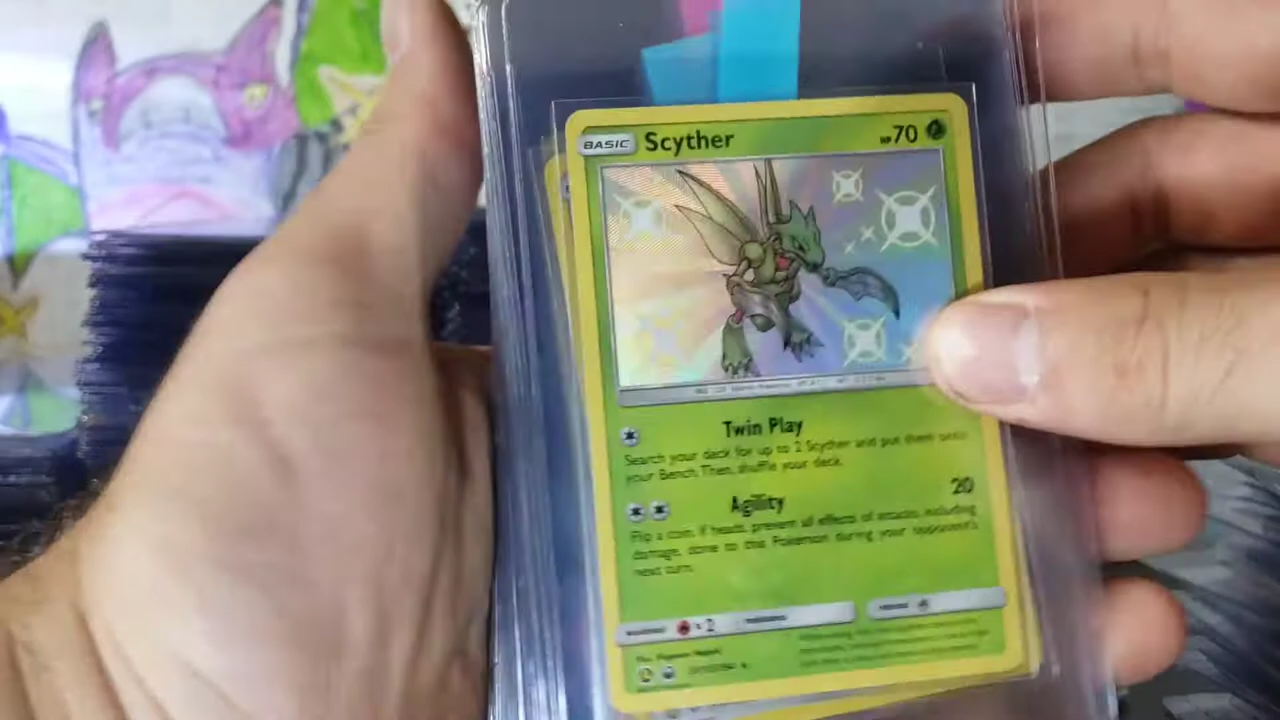 BASIC Scyther HP70
Twin Play
Search your deck for up to 2 Scyther and put them onto
your Bench. Then, shuffle your deck.
Agility 20
Flip a coin. If heads, prevent all effects of attacks, including
damage, done to this Pokémon during your opponent's
next turn.
×2